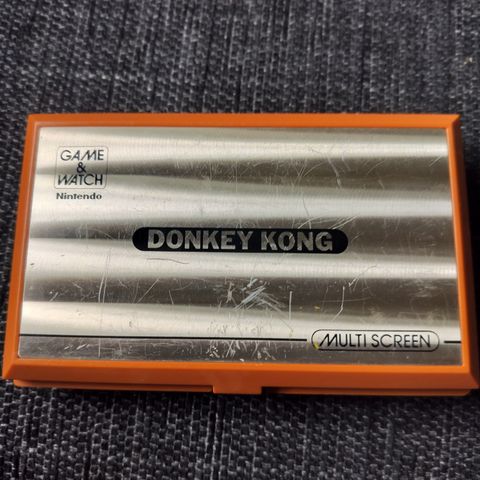 GAME
&
WATCH
Nintendo
DONKEY KONG
MULTI SCREEN